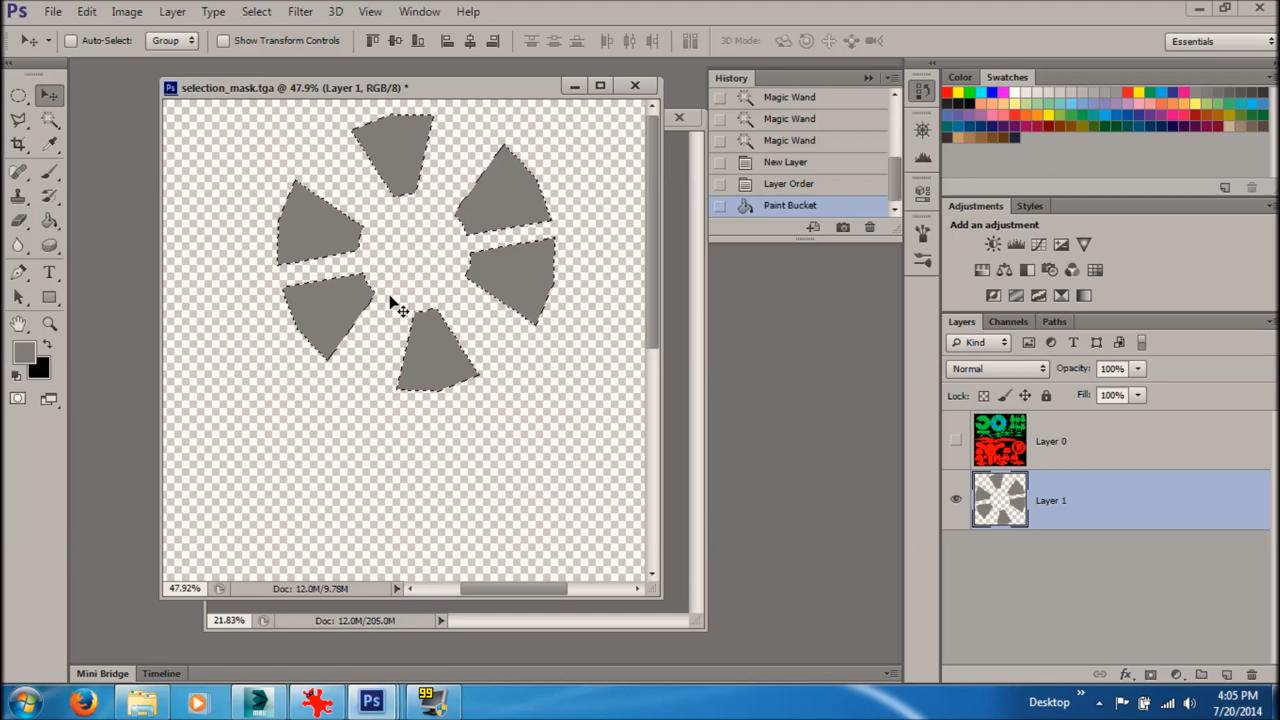 Ps File Edit Image Layer Type Select Filter 3D View Window Help
Auto-Select: Group Show Transform Controls 3D Mode: Essentials
selection_mask.tga @ 47.9% (Layer 1, RGB/8) *
History
Magic Wand
Magic Wand
Magic Wand
New Layer
Layer Order
Paint Bucket
Color Swatches
Adjustments Styles
Add an adjustment
Layers Channels Paths
Kind
Normal Opacity: 100%
Lock: Fill: 100%
Layer 0
Layer 1
47.92% Doc: 12.0M/9.78M
21.83% Doc: 12.0M/205.0M
Mini Bridge Timeline
99
Ps
Desktop
4:05 PM
7/20/2014